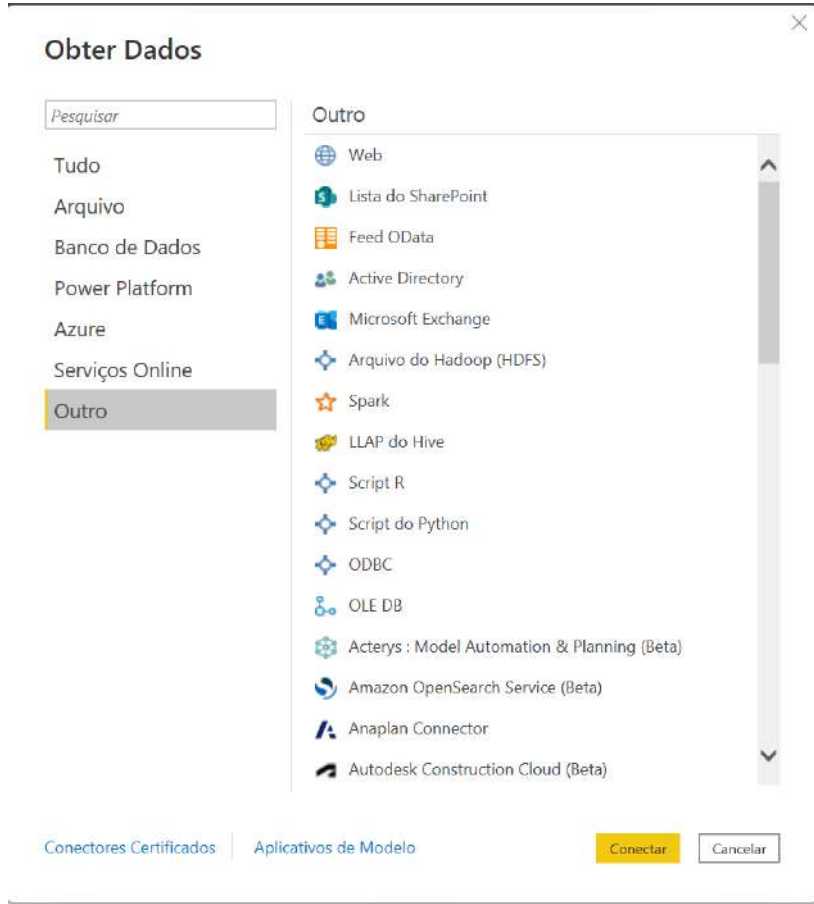 Obter Dados
Pesquisar
Tudo
Arquivo
Banco de Dados
Power Platform
Azure
Serviços Online
Outro
Outro
Web
Lista do SharePoint
Feed OData
Active Directory
Microsoft Exchange
Arquivo do Hadoop (HDFS)
Spark
LLAP do Hive
Script R
Script do Python
ODBC
OLE DB
Acterys : Model Automation & Planning (Beta)
Amazon OpenSearch Service (Beta)
Anaplan Connector
Autodesk Construction Cloud (Beta)
Conectores Certificados
Aplicativos de Modelo
Conectar
Cancelar